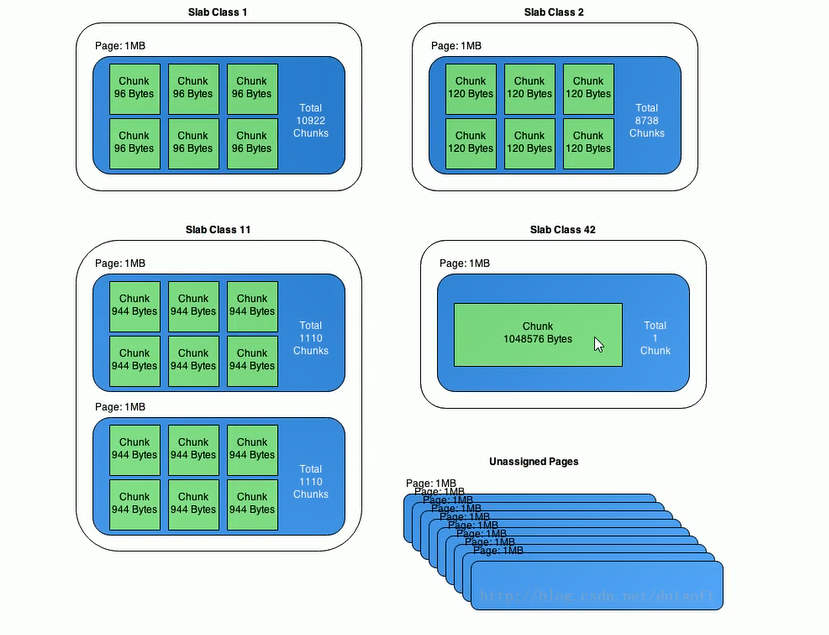 Slab Class 1
Page: 1MB
Chunk
96 Bytes
Chunk
96 Bytes
Chunk
96 Bytes
Chunk
96 Bytes
Chunk
96 Bytes
Chunk
96 Bytes
Total
10922
Chunks
Slab Class 2
Page: 1MB
Chunk
120 Bytes
Chunk
120 Bytes
Chunk
120 Bytes
Chunk
120 Bytes
Chunk
120 Bytes
Chunk
120 Bytes
Total
8738
Chunks
Slab Class 11
Page: 1MB
Chunk
944 Bytes
Chunk
944 Bytes
Chunk
944 Bytes
Chunk
944 Bytes
Chunk
944 Bytes
Chunk
944 Bytes
Total
1110
Chunks
Page: 1MB
Chunk
944 Bytes
Chunk
944 Bytes
Chunk
944 Bytes
Chunk
944 Bytes
Chunk
944 Bytes
Chunk
944 Bytes
Total
1110
Chunks
Slab Class 42
Page: 1MB
Chunk
1048576 Bytes
Total
1
Chunk
Unassigned Pages
Page: 1MB
Page: 1MB
Page: 1MB
Page: 1MB
Page: 1MB
Page: 1MB
Page: 1MB
Page: 1MB
Page: 1MB
http://blog.csdn.net/dntsoft